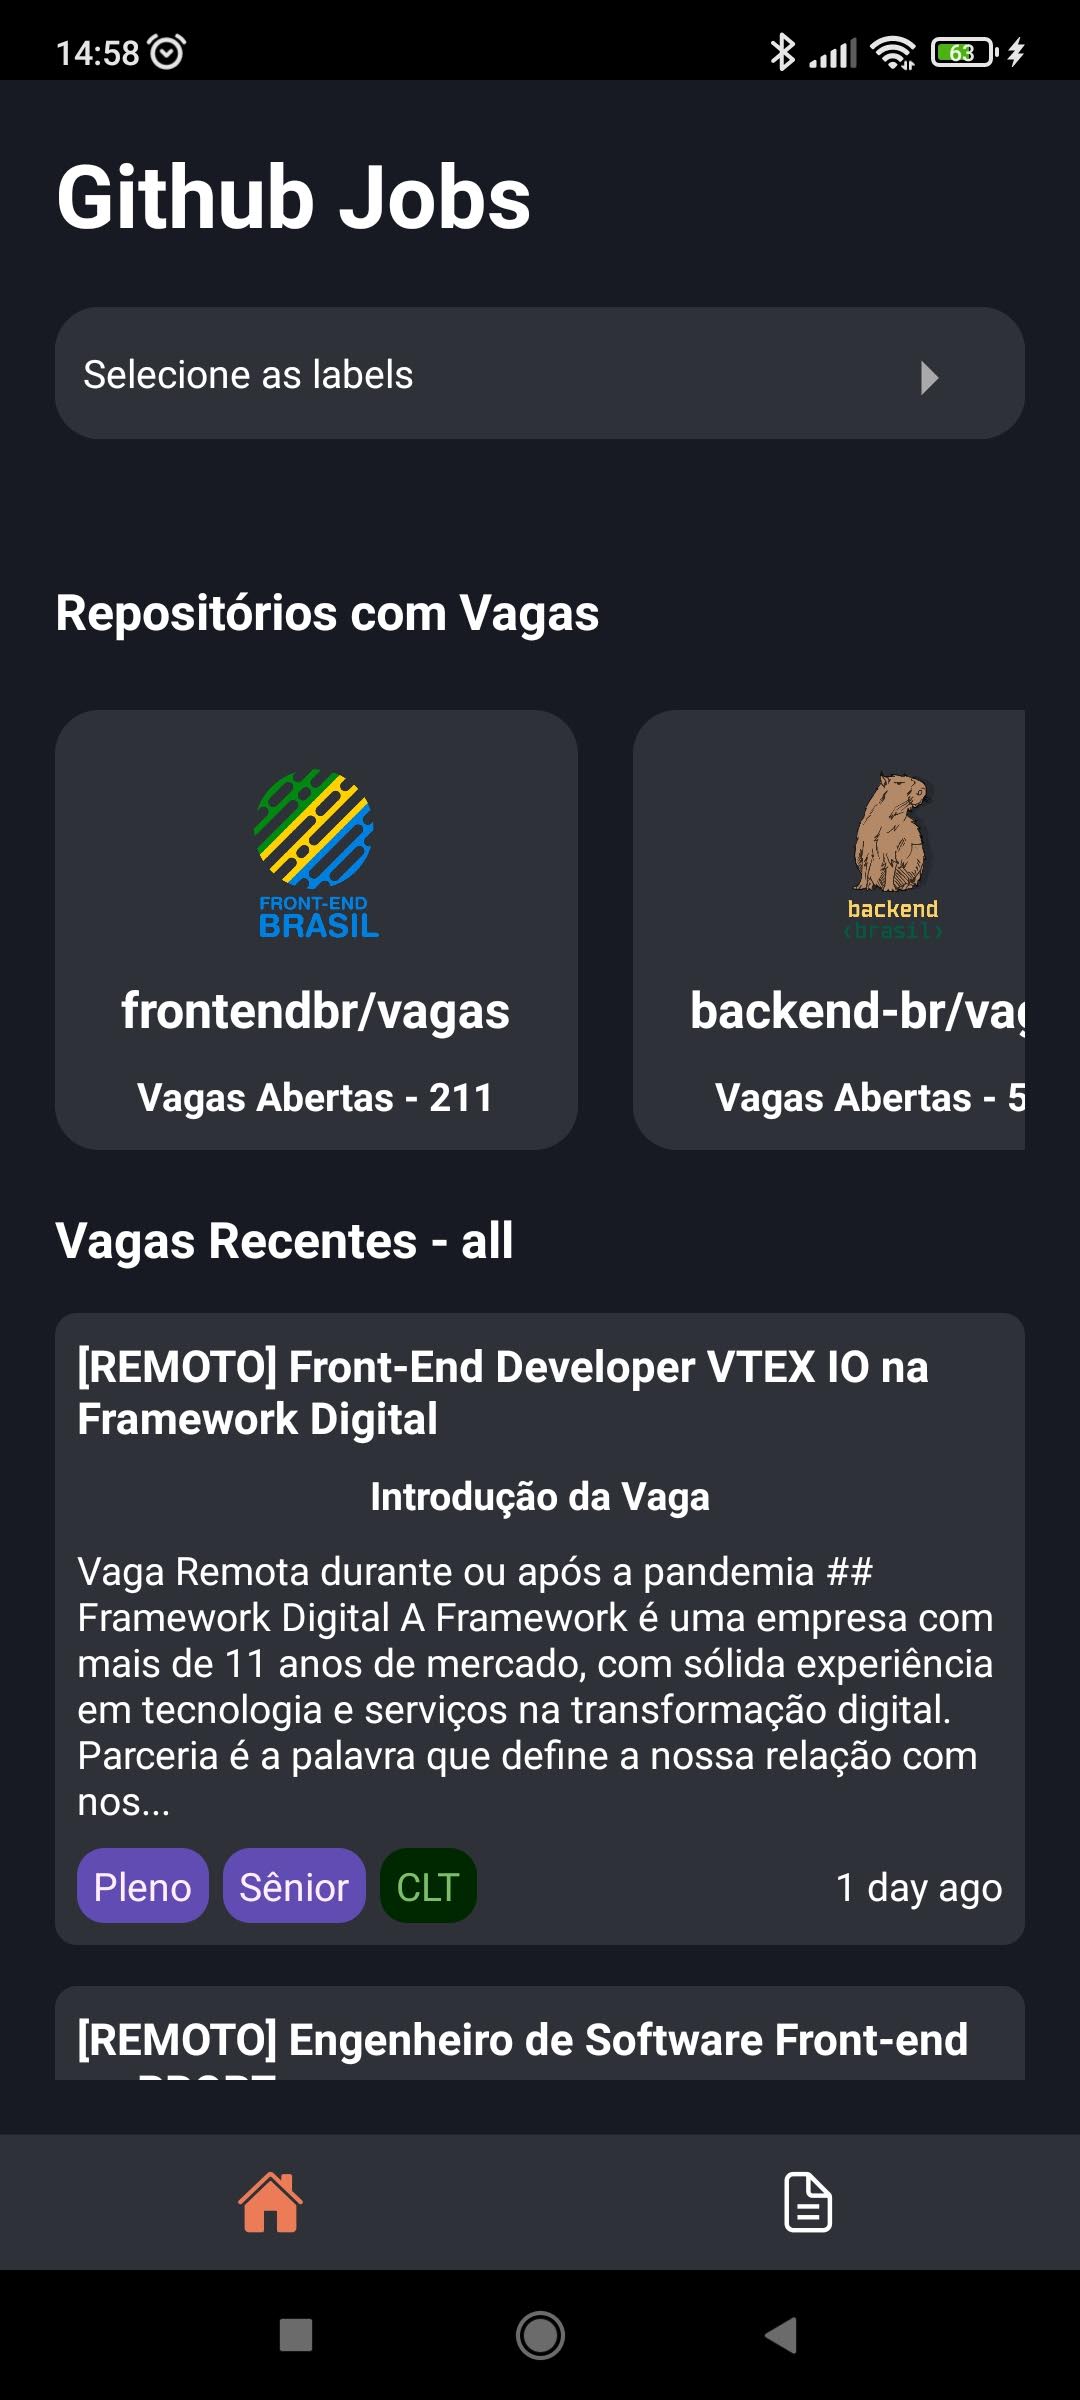 14:58
63
Github Jobs
Selecione as labels
Repositórios com Vagas
FRONT-END
BRASIL
frontendbr/vagas
Vagas Abertas - 211
backend
‹brasil›
backend-br/vag
Vagas Abertas - 5
Vagas Recentes - all
[REMOTO] Front-End Developer VTEX IO na
Framework Digital
Introdução da Vaga
Vaga Remota durante ou após a pandemia ##
Framework Digital A Framework é uma empresa com
mais de 11 anos de mercado, com sólida experiência
em tecnologia e serviços na transformação digital.
Parceria é a palavra que define a nossa relação com
nos...
Pleno Sênior CLT 1 day ago
[REMOTO] Engenheiro de Software Front-end